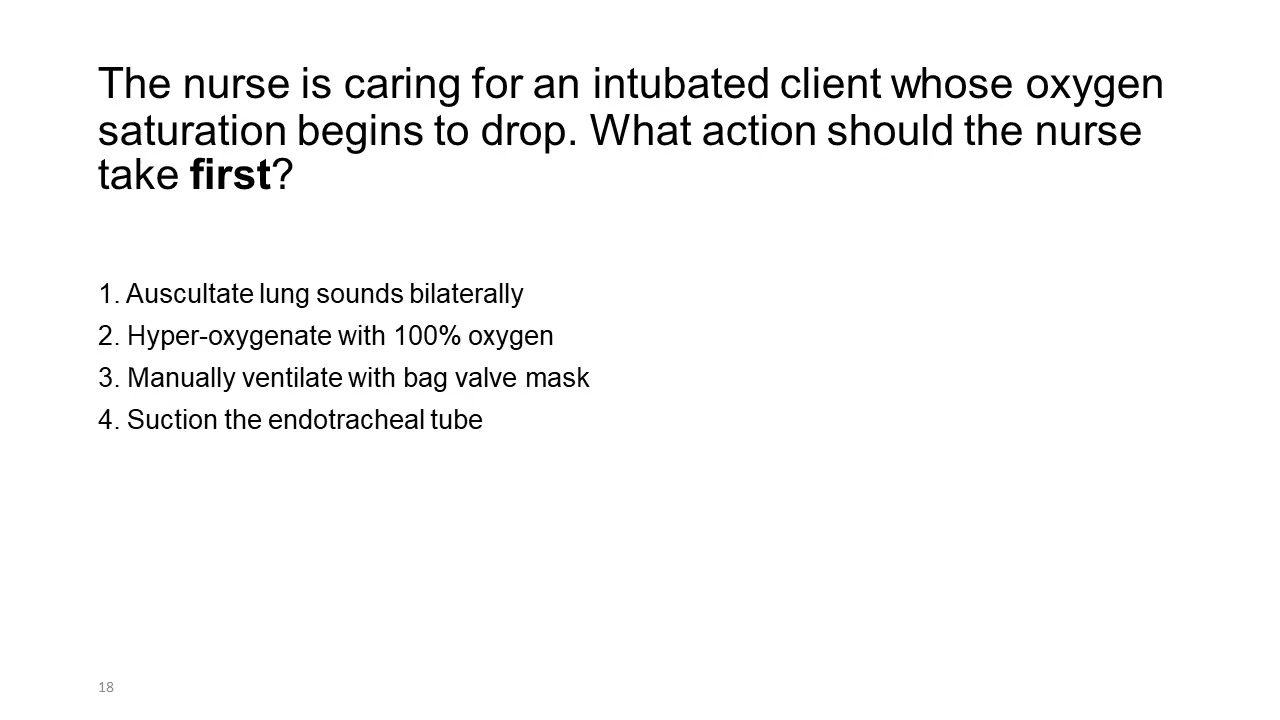 The nurse is caring for an intubated client whose oxygen
saturation begins to drop. What action should the nurse
take first?
1. Auscultate lung sounds bilaterally
2. Hyper-oxygenate with 100% oxygen
3. Manually ventilate with bag valve mask
4. Suction the endotracheal tube
18